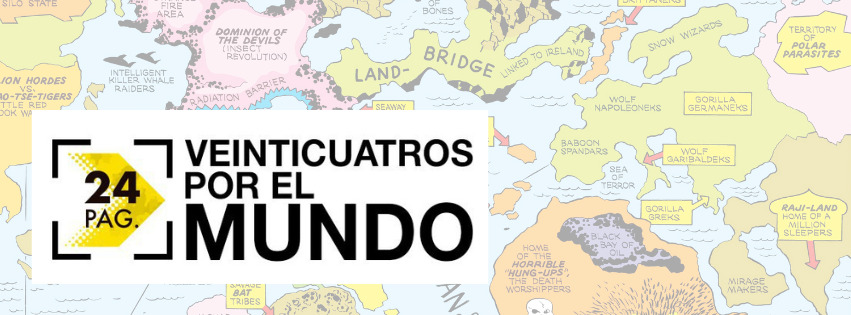 SILO STATE
FIRE
AREA
OF
BONES
DOMINION OF
THE DEVILS
(INSECT
REVOLUTION)
INTELLIGENT
KILLER WHALE
RAIDERS
LAND-BRIDGE
LINKED TO IRELAND
SNOW WIZARDS
TERRITORY
OF
POLAR
PARASITES
LION HORDES
VS.
MAO-TSE-TIGERS
LITTLE RED
BOOK WAR
RADIATION BARRIER
SEAWAY
WOLF
NAPOLEONEKS
GORILLA
GERMANEKS
BABOON
SPANDARS
WOLF
GARIBALDEKS
SEA
OF
TERROR
GORILLA
GREKS
RAJI-LAND
HOME OF A
MILLION
SLEEPERS
24
PAG.
VEINTICUATROS
POR EL
MUNDO
BLACK
BAY OF
OIL
HOME
OF THE
HORRIBLE
"HUNG-UPS",
THE DEATH
WORSHIPPERS
MIRAGE
MAKERS
SAVAGE
BAT
TRIBES